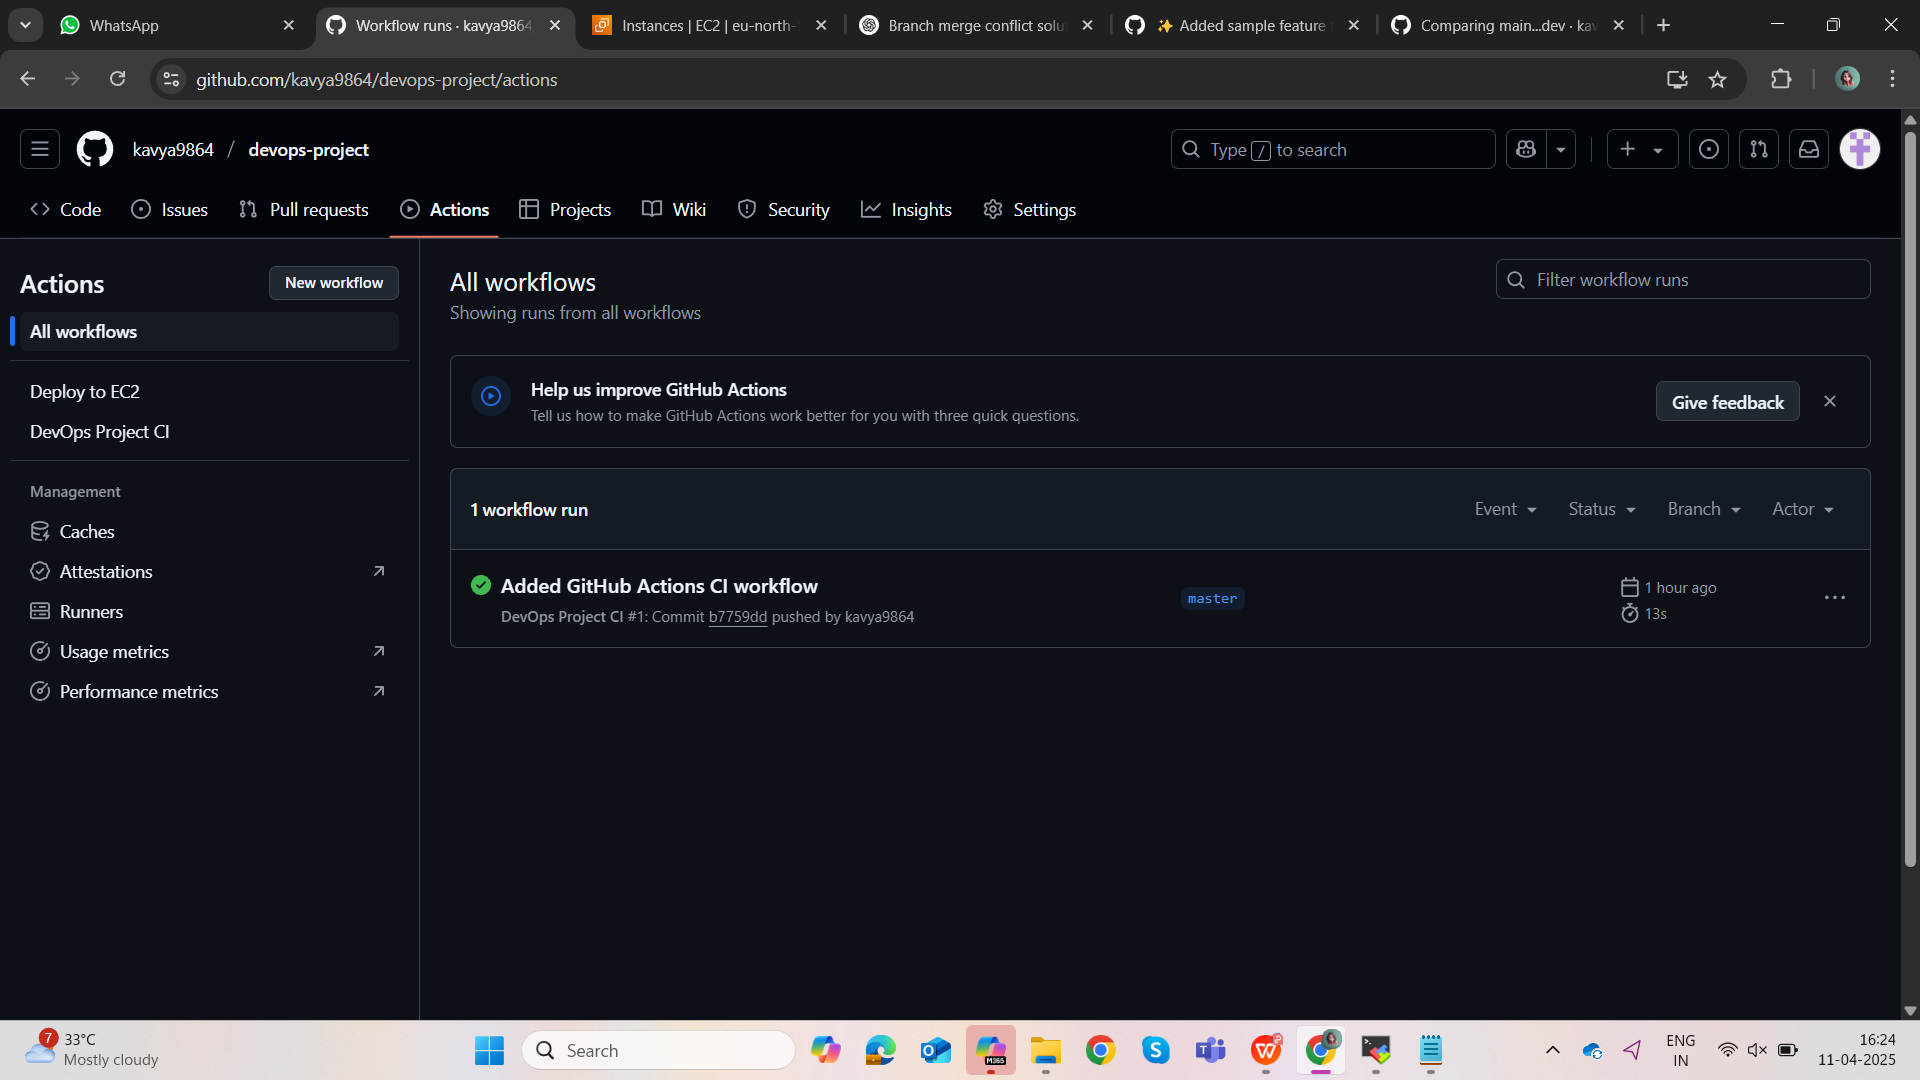 WhatsApp
Workflow runs · kavya9864
Instances | EC2 | eu-north-
Branch merge conflict solu
✨ Added sample feature
Comparing main...dev · kav
github.com/kavya9864/devops-project/actions
kavya9864 / devops-project
Type / to search
Code
Issues
Pull requests
Actions
Projects
Wiki
Security
Insights
Settings
Actions
New workflow
All workflows
Deploy to EC2
DevOps Project CI
Management
Caches
Attestations
Runners
Usage metrics
Performance metrics
All workflows
Showing runs from all workflows
Filter workflow runs
Help us improve GitHub Actions
Tell us how to make GitHub Actions work better for you with three quick questions.
Give feedback
1 workflow run
Event
Status
Branch
Actor
Added GitHub Actions CI workflow
DevOps Project CI #1: Commit b7759dd pushed by kavya9864
master
1 hour ago
13s
7
33°C
Mostly cloudy
Search
M365
ENG
IN
16:24
11-04-2025